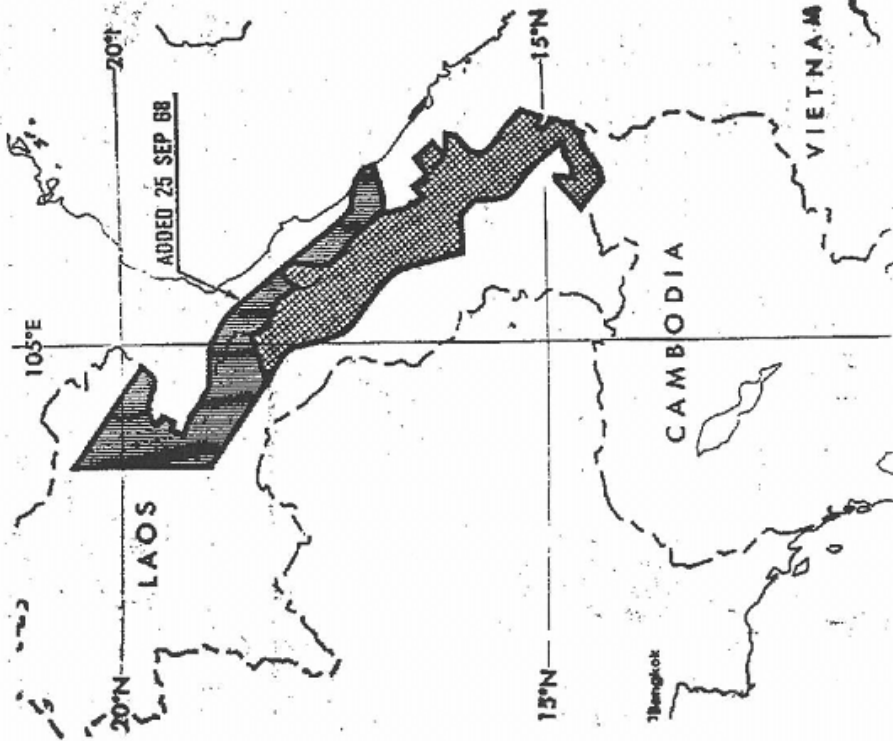 20°N
15°N
VIETNAM
ADDED 25 SEP 68
105°E
CAMBODIA
LAOS
20°N
15°N
Bangkok